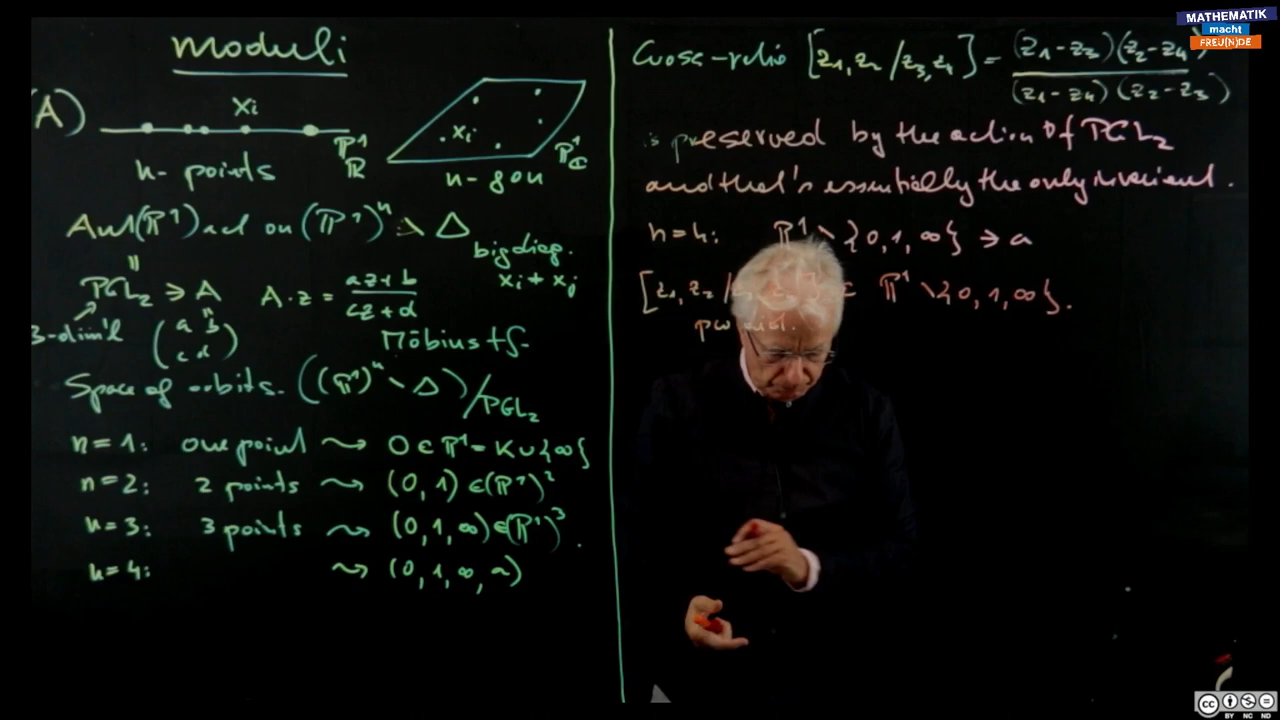 moduli
(A)
xi
P¹
R
n-points
xi
P¹
C
n-gon
Aut(P¹) act on (P¹)ⁿ \ Δ
big diag.
xi ≠ xj
PGL₂ ∋ A A·z = az+b / cz+d
3-dim'l (a b
c d)
Möbius tf.
Space of orbits. ((P¹)ⁿ \ Δ)/PGL₂
n=1: one point ⇝ 0 ∈ P¹ = K∪{∞}
n=2: 2 points ⇝ (0,1) ∈ (P¹)²
n=3: 3 points ⇝ (0,1,∞) ∈ (P¹)³.
n=4: ⇝ (0,1,∞,a)
Cross-ratio [z₁,z₂/z₃,z₄] = (z₁-z₃)(z₂-z₄) / (z₁-z₄)(z₂-z₃)
is preserved by the action of PGL₂
and that's essentially the only invariant.
n=4: P¹ \ {0,1,∞} ∋ a
[z₁,z₂/ P¹ \ {0,1,∞}.
pw
MATHEMATIK
macht
FREU(N)DE
cc
BY NC ND